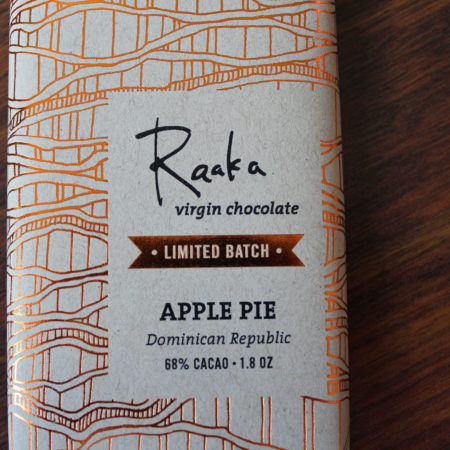 Raaka
virgin chocolate
• LIMITED BATCH •
APPLE PIE
Dominican Republic
68% CACAO • 1.8 OZ